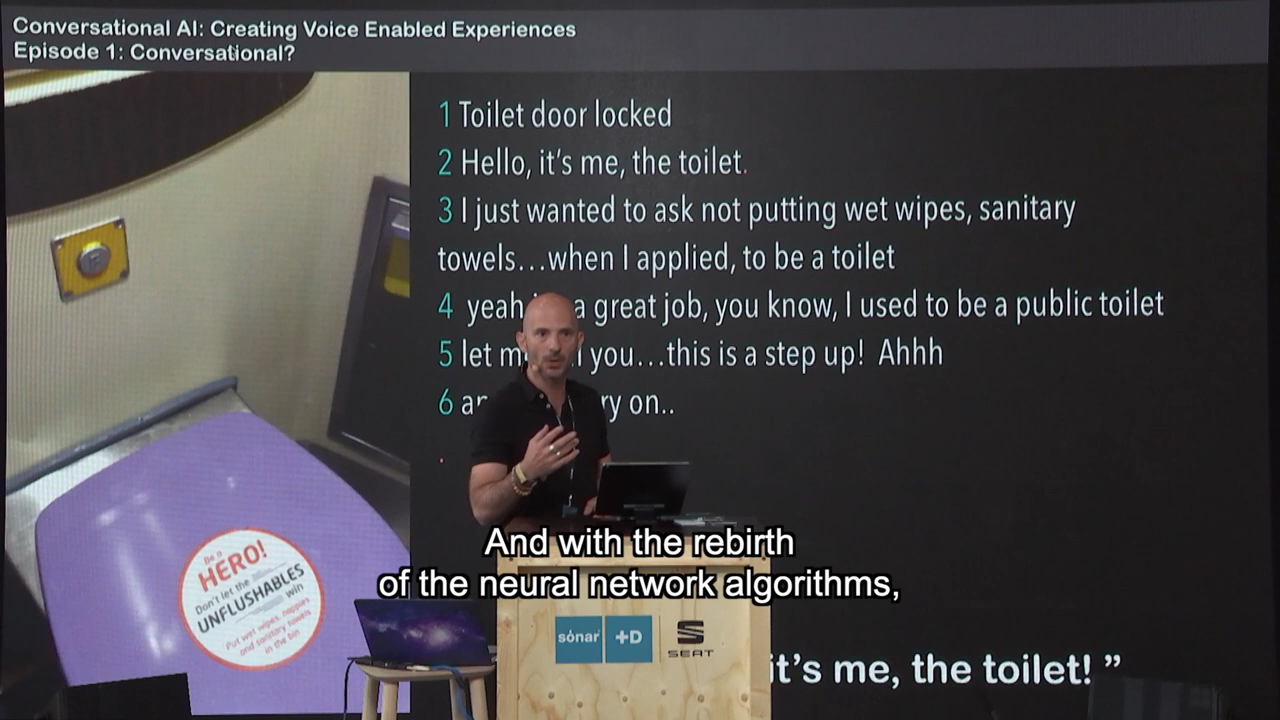 Conversational AI: Creating Voice Enabled Experiences
Episode 1: Conversational?
1 Toilet door locked
2 Hello, it's me, the toilet.
3 I just wanted to ask not putting wet wipes, sanitary
towels...when I applied, to be a toilet
4 yeah a great job, you know, I used to be a public toilet
5 let you...this is a step up! Ahhh
6 on..
Be a
HERO!
Don't let the
UNFLUSHABLES
win
Put wet wipes, nappies
and sanitary towels
in the bin
And with the rebirth
of the neural network algorithms,
sónar +D SEAT
it's me, the toilet! ”